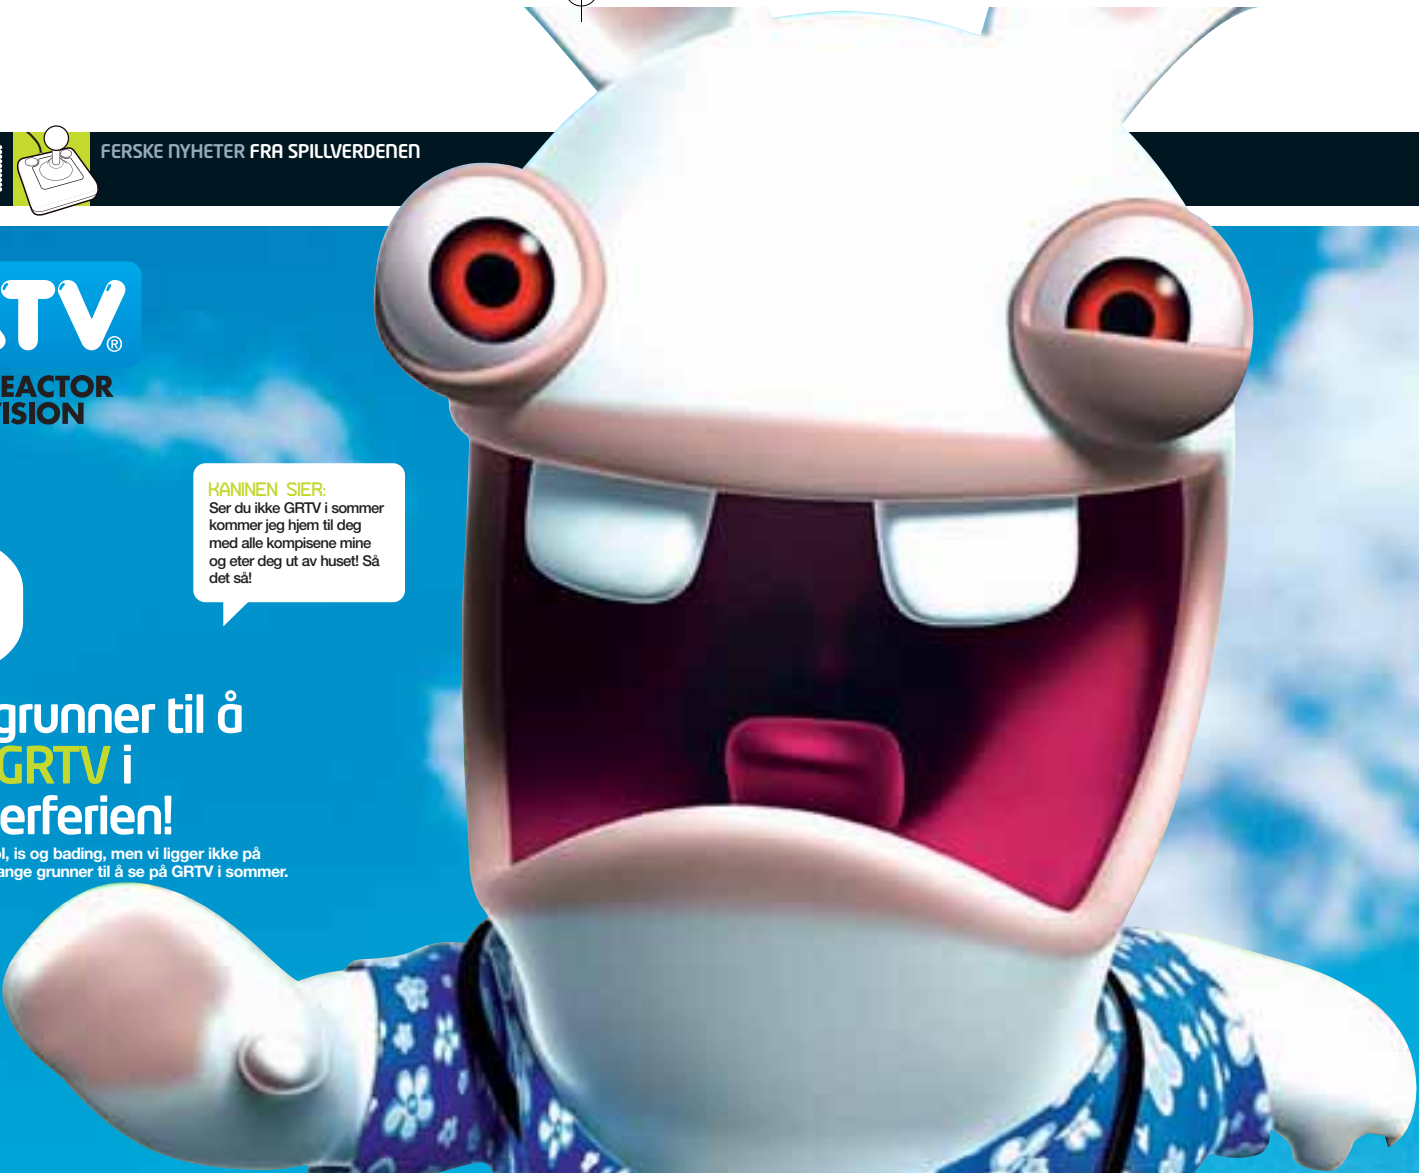 FERSKE NYHETER FRA SPILLVERDENEN
TV®
KANINEN SIER:
Ser du ikke GRTV i sommer
kommer jeg hjem til deg
med alle kompisene mine
og eter deg ut av huset! Så
det så!
grunner til å
GRTV i
erferien!
is og bading, men vi ligger ikke på
ange grunner til å se på GRTV i sommer.
EACTOR
VISION